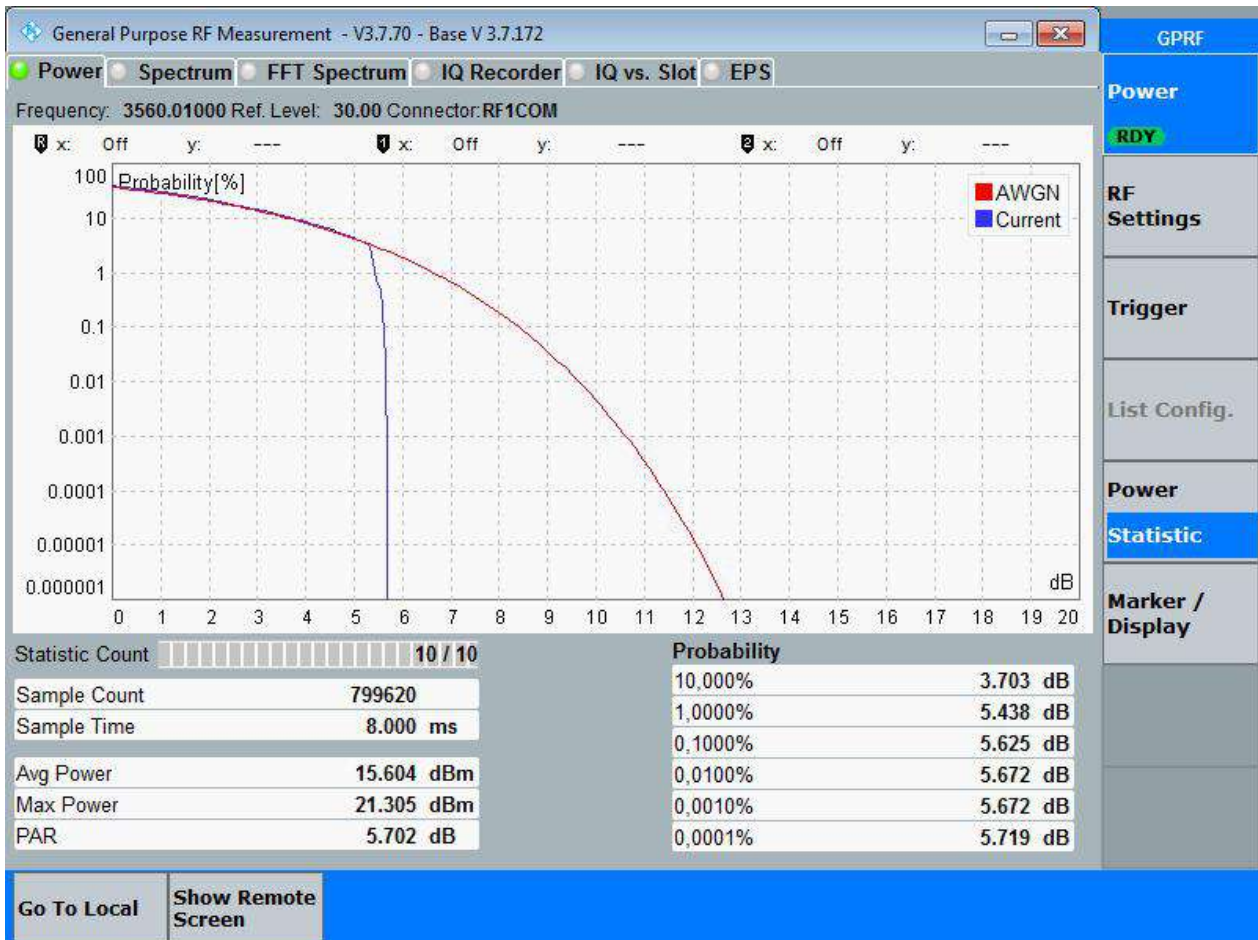 General Purpose RF Measurement - V3.7.70 - Base V 3.7.172
GPRF
Power Spectrum FFT Spectrum IQ Recorder IQ vs. Slot EPS
Frequency: 3560.01000 Ref. Level: 30.00 Connector:RF1COM
R x: Off y: --- 1 x: Off y: --- 2 x: Off y: ---
Probability[%]
AWGN
Current
100
10
1
0.1
0.01
0.001
0.0001
0.00001
0.000001
dB
0 1 2 3 4 5 6 7 8 9 10 11 12 13 14 15 16 17 18 19 20
Statistic Count 10 / 10
Sample Count 799620
Sample Time 8.000 ms
Avg Power 15.604 dBm
Max Power 21.305 dBm
PAR 5.702 dB
Probability
10,000% 3.703 dB
1,0000% 5.438 dB
0,1000% 5.625 dB
0,0100% 5.672 dB
0,0010% 5.672 dB
0,0001% 5.719 dB
Power
RDY
RF
Settings
Trigger
List Config.
Power
Statistic
Marker /
Display
Go To Local
Show Remote
Screen